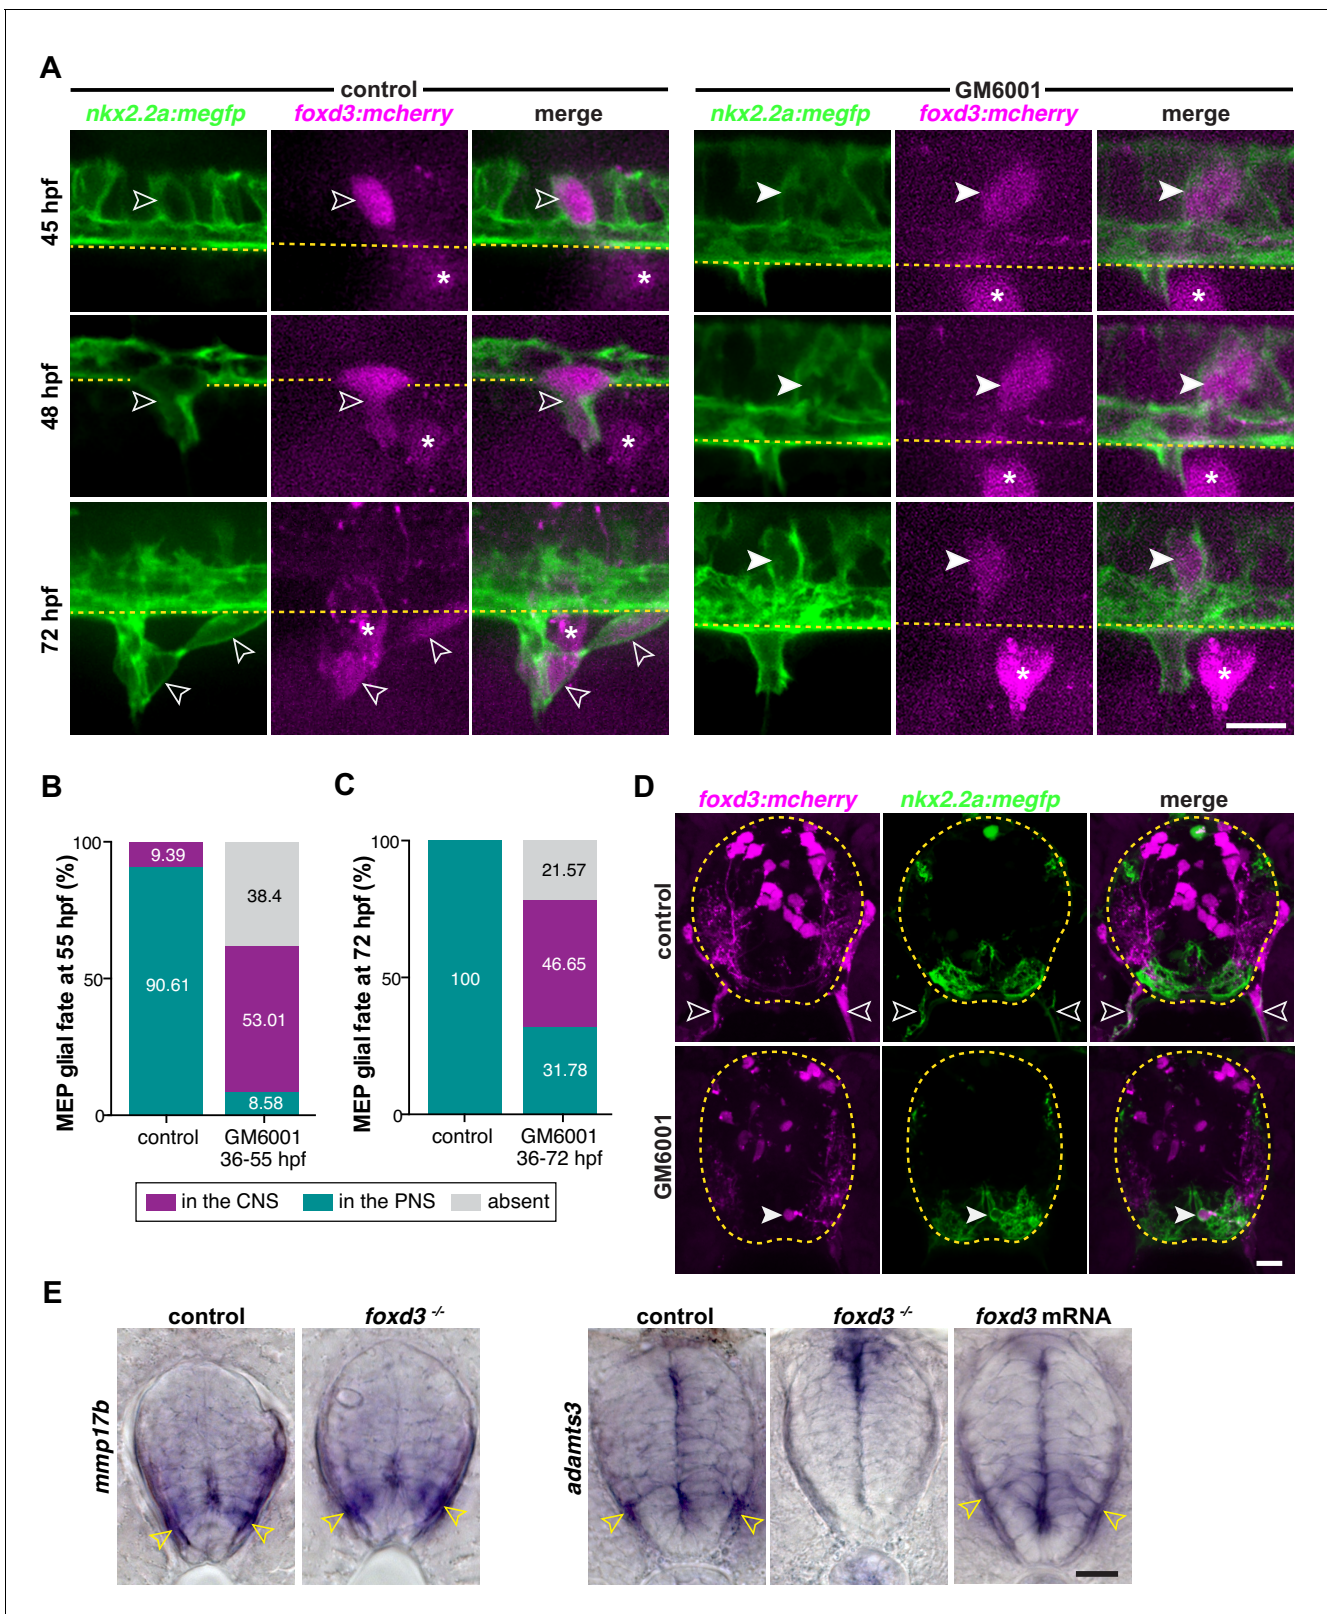 A
control
GM6001
nkx2.2a:megfp foxd3:mcherry merge
nkx2.2a:megfp foxd3:mcherry merge
45 hpf
* *
* *
48 hpf
* *
* *
72 hpf
* *
* *
B
MEP glial fate at 55 hpf (%)
100
50
0
9.39
90.61
38.4
53.01
8.58
control
GM6001
36-55 hpf
C
MEP glial fate at 72 hpf (%)
100
50
0
100
21.57
46.65
31.78
control
GM6001
36-72 hpf
in the CNS in the PNS absent
D
foxd3:mcherry nkx2.2a:megfp merge
control
GM6001
E
control foxd3 -/-
mmp17b
control foxd3 -/- foxd3 mRNA
adamts3